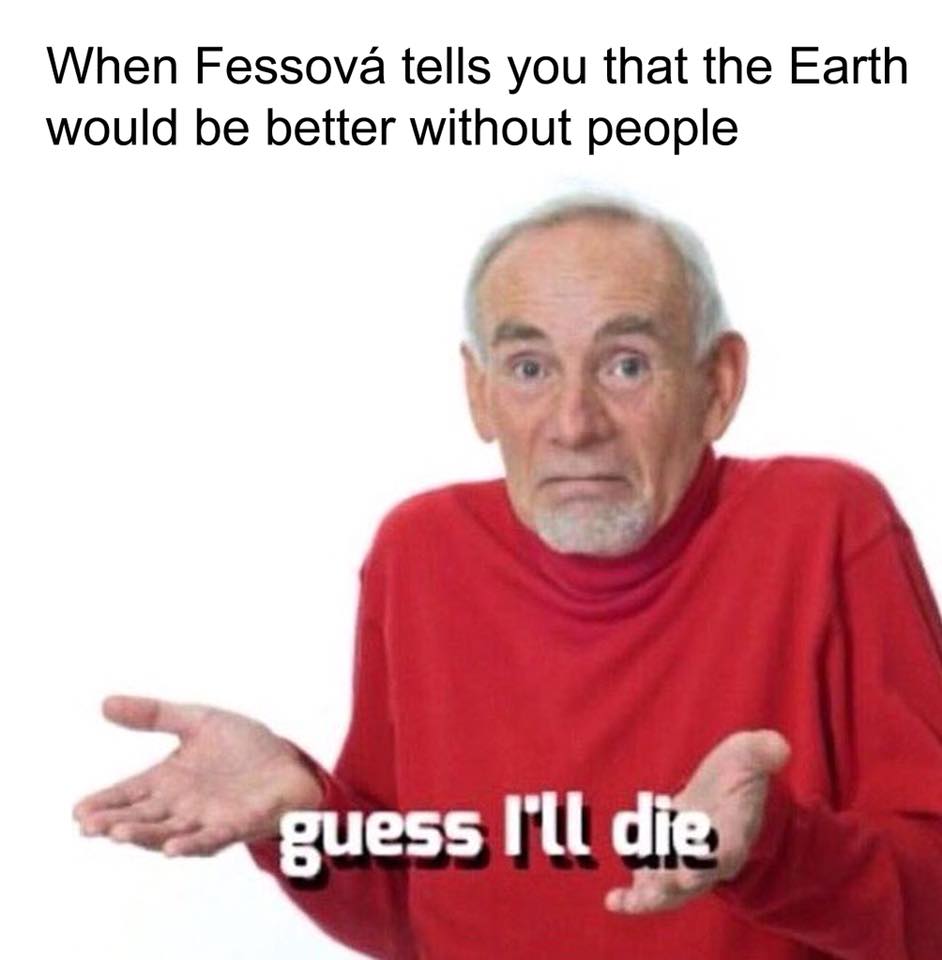 When Fessová tells you that the Earth
would be better without people
guess I'll die